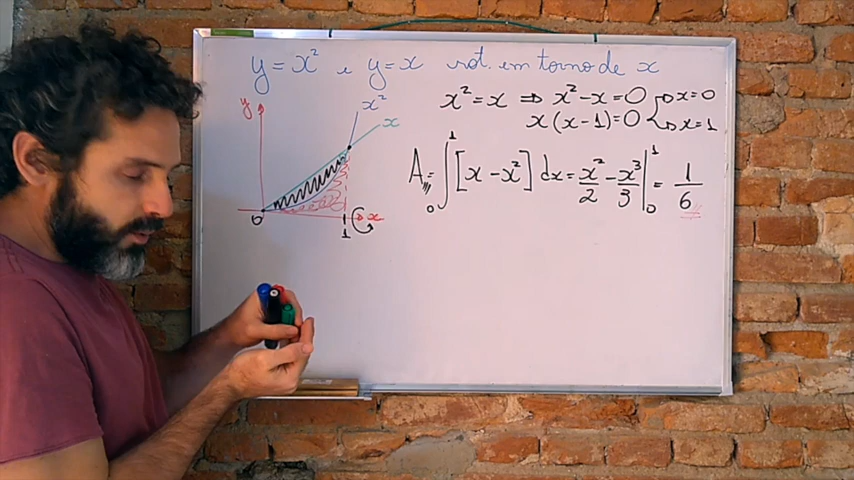 y = x² e y = x rot. em torno de x
x² = x ⇒ x² - x = 0 → x = 0
x(x - 1) = 0 → x = 1
y
x²
x
0
1
x
A = ∫₀¹ [x - x²] dx = x²/2 - x³/3 |₀¹ = 1/6